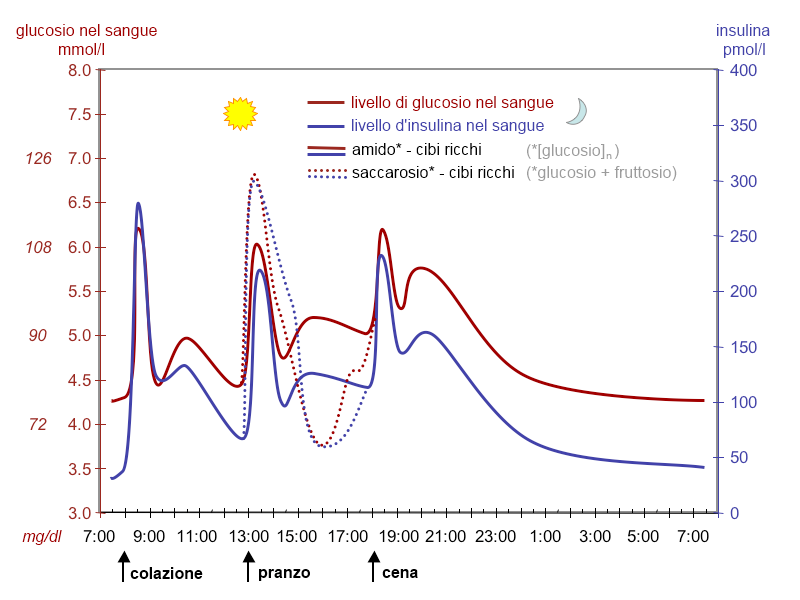 glucosio nel sangue
mmol/l
insulina
pmol/l
8.0
7.5
126 7.0
6.5
108 6.0
5.5
90 5.0
4.5
72 4.0
3.5
3.0
400
350
300
250
200
150
100
50
0
livello di glucosio nel sangue
livello d'insulina nel sangue
amido* - cibi ricchi (*[glucosio]n)
saccarosio* - cibi ricchi (*glucosio + fruttosio)
mg/dl 7:00 9:00 11:00 13:00 15:00 17:00 19:00 21:00 23:00 1:00 3:00 5:00 7:00
colazione pranzo cena